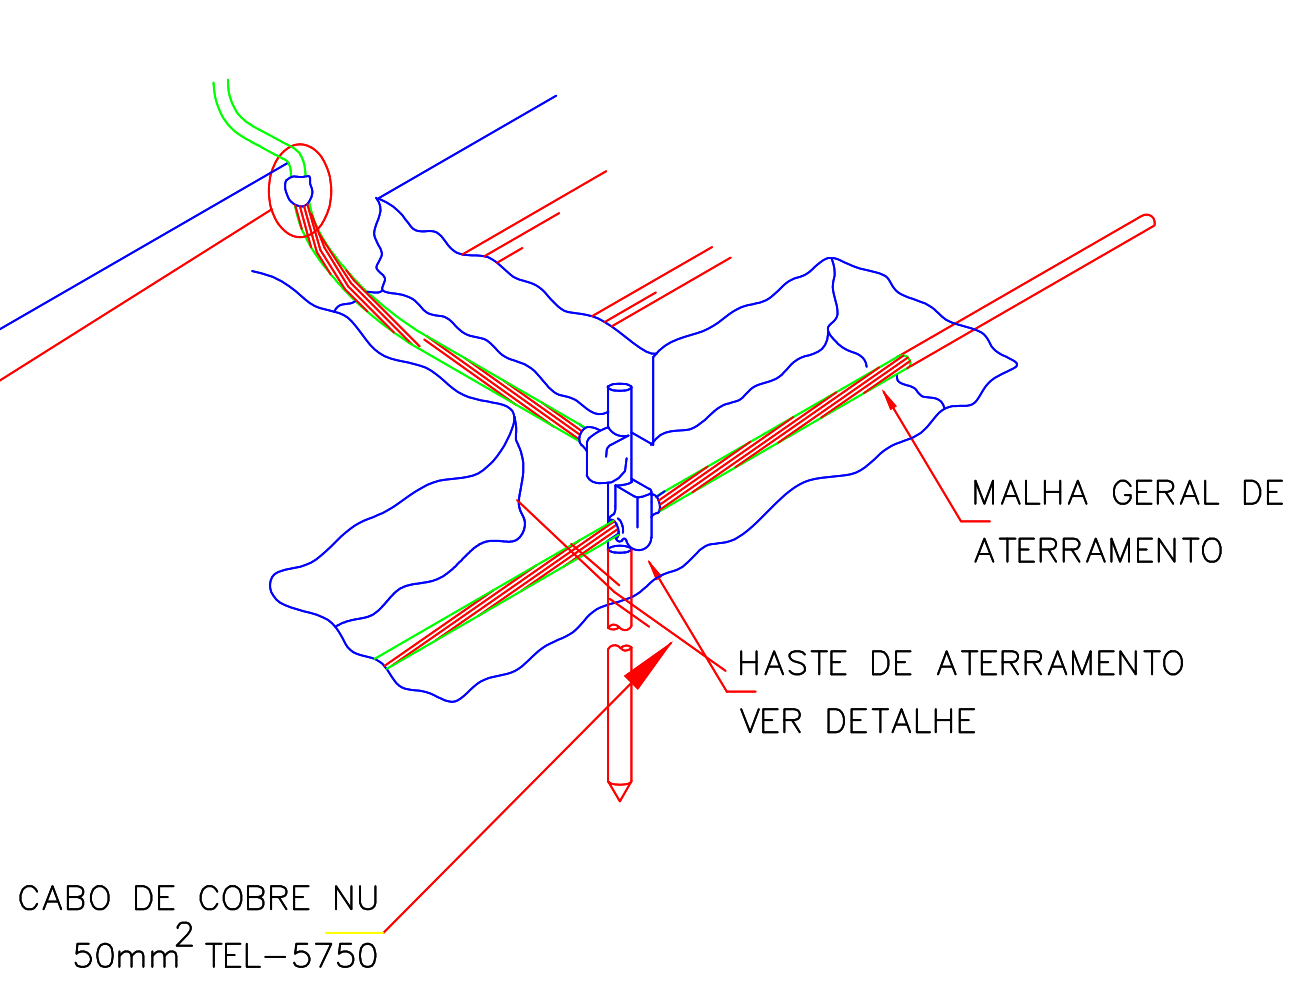 MALHA GERAL DE
ATERRAMENTO
HASTE DE ATERRAMENTO
VER DETALHE
CABO DE COBRE NU
50mm² TEL-5750